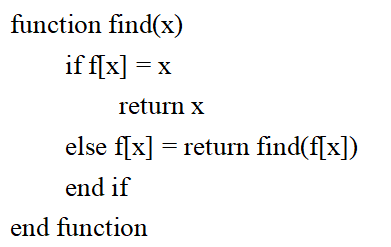 function find(x)
if f[x] = x
return x
else f[x] = return find(f[x])
end if
end function